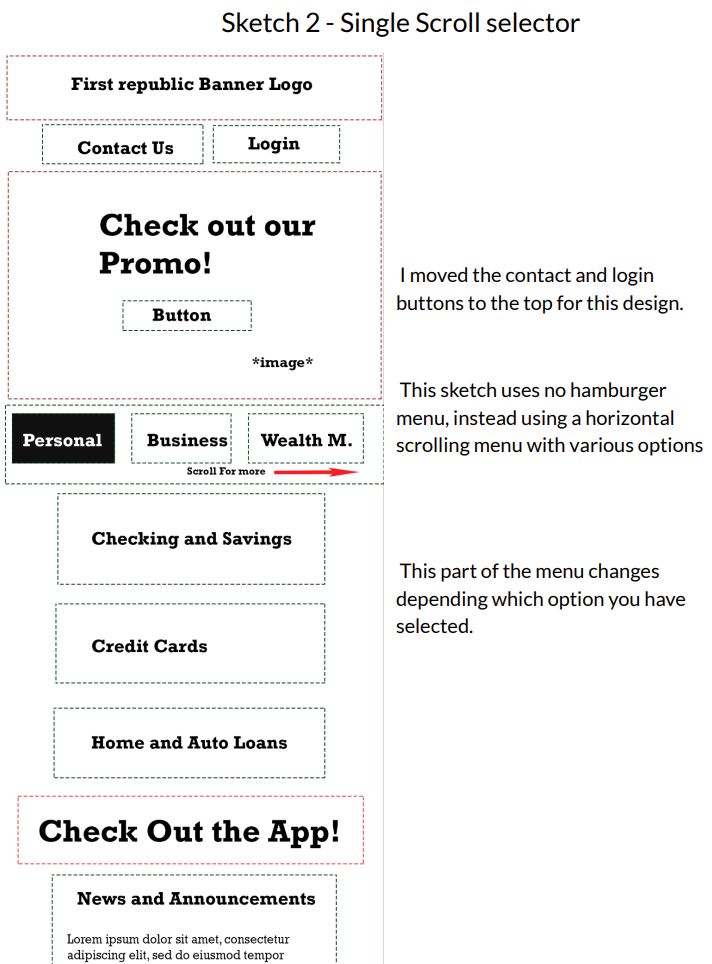 Sketch 2 - Single Scroll selector
First republic Banner Logo
Contact Us
Login
Check out our
Promo!
Button
*image*
I moved the contact and login
buttons to the top for this design.
This sketch uses no hamburger
menu, instead using a horizontal
scrolling menu with various options
Personal
Business
Wealth M.
Scroll For more
Checking and Savings
Credit Cards
Home and Auto Loans
This part of the menu changes
depending which option you have
selected.
Check Out the App!
News and Announcements
Lorem ipsum dolor sit amet, consectetur
adipiscing elit, sed do eiusmod tempor